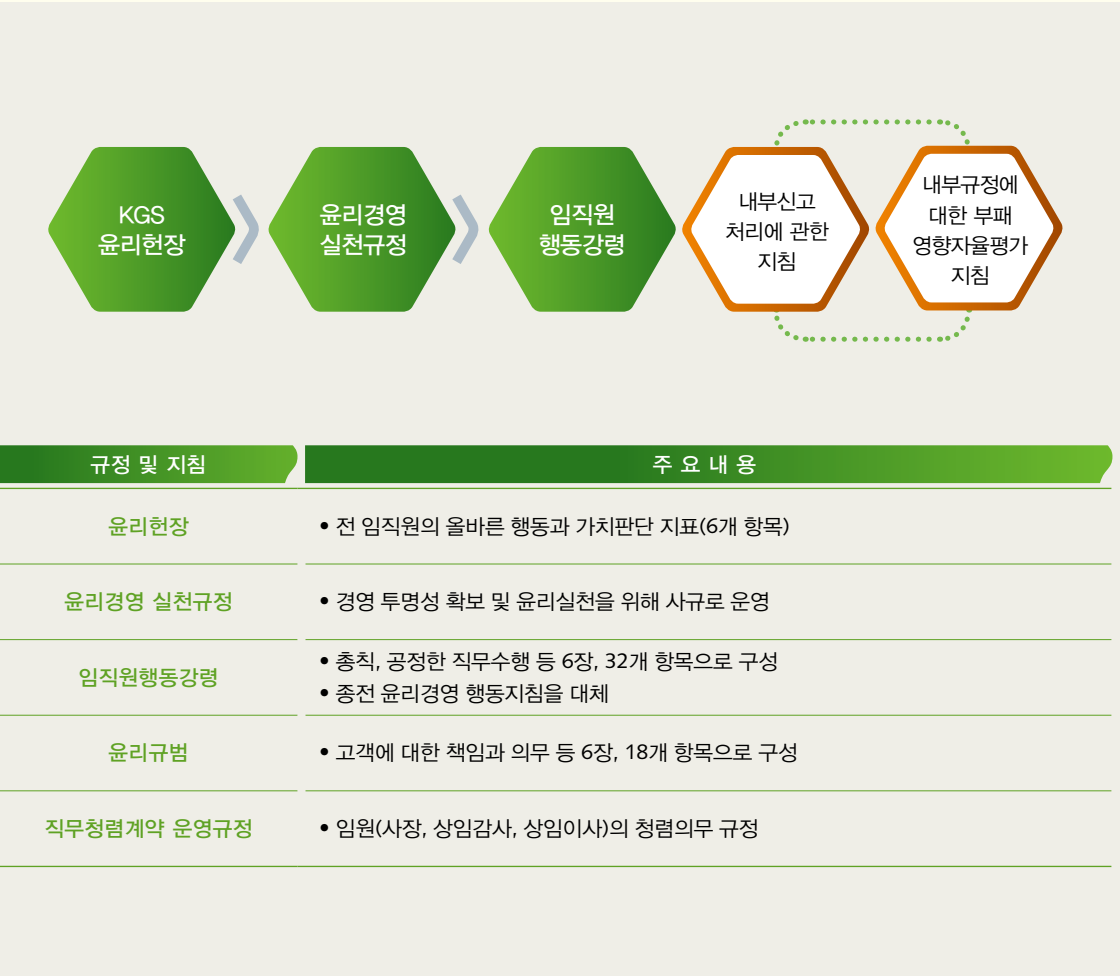 KGS
윤리헌장
윤리경영
실천규정
임직원
행동강령
내부신고
처리에 관한
지침
내부규정에
대한 부패
영향자율평가
지침
규정 및 지침
주 요 내 용
윤리헌장
• 전 임직원의 올바른 행동과 가치판단 지표(6개 항목)
윤리경영 실천규정
• 경영 투명성 확보 및 윤리실천을 위해 사규로 운영
임직원행동강령
• 총칙, 공정한 직무수행 등 6장, 32개 항목으로 구성
• 종전 윤리경영 행동지침을 대체
윤리규범
• 고객에 대한 책임과 의무 등 6장, 18개 항목으로 구성
직무청렴계약 운영규정
• 임원(사장, 상임감사, 상임이사)의 청렴의무 규정